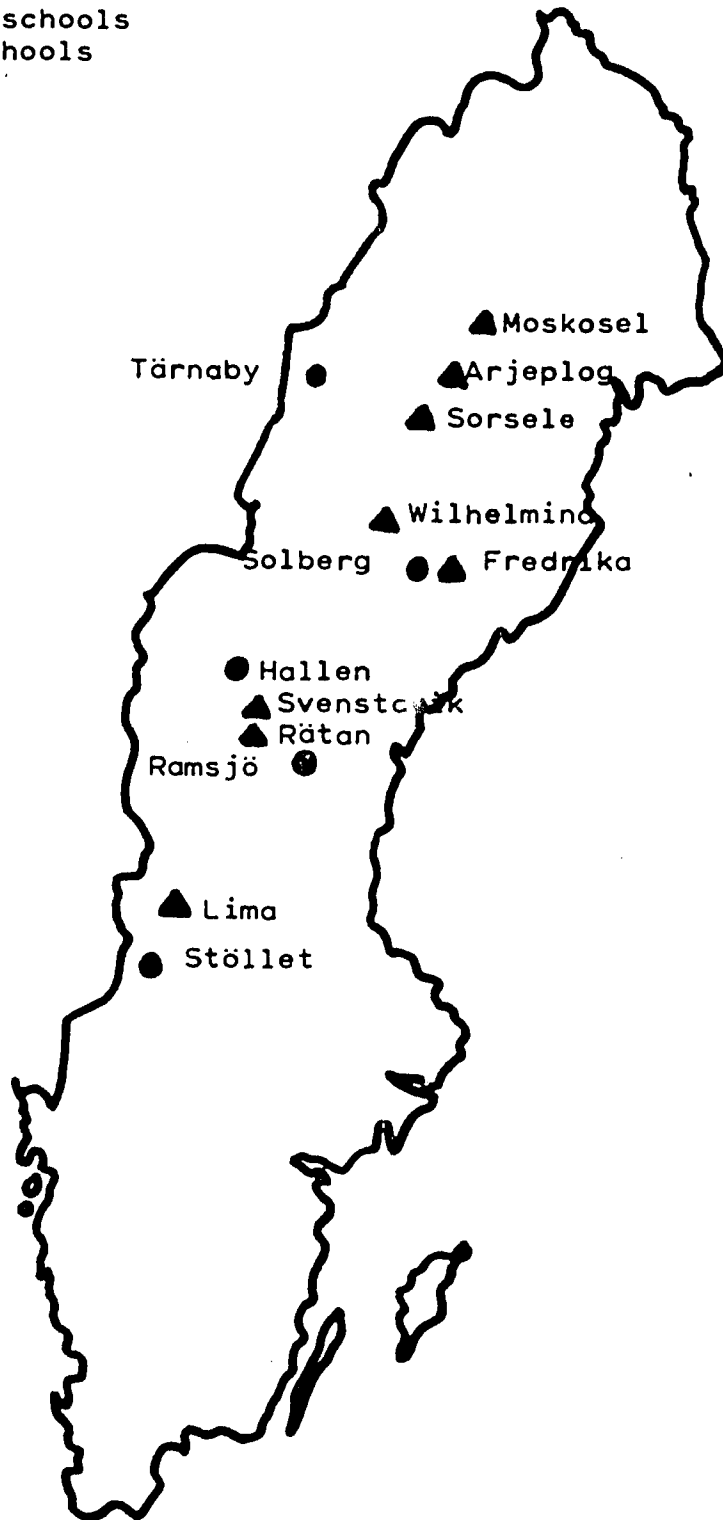 schools
hools
Moskosel
Tärnaby
Arjeplog
Sorsele
Wilhelmina
Solberg
Fredrika
Hallen
Rätan
Ramsjö
Lima
Stöllet